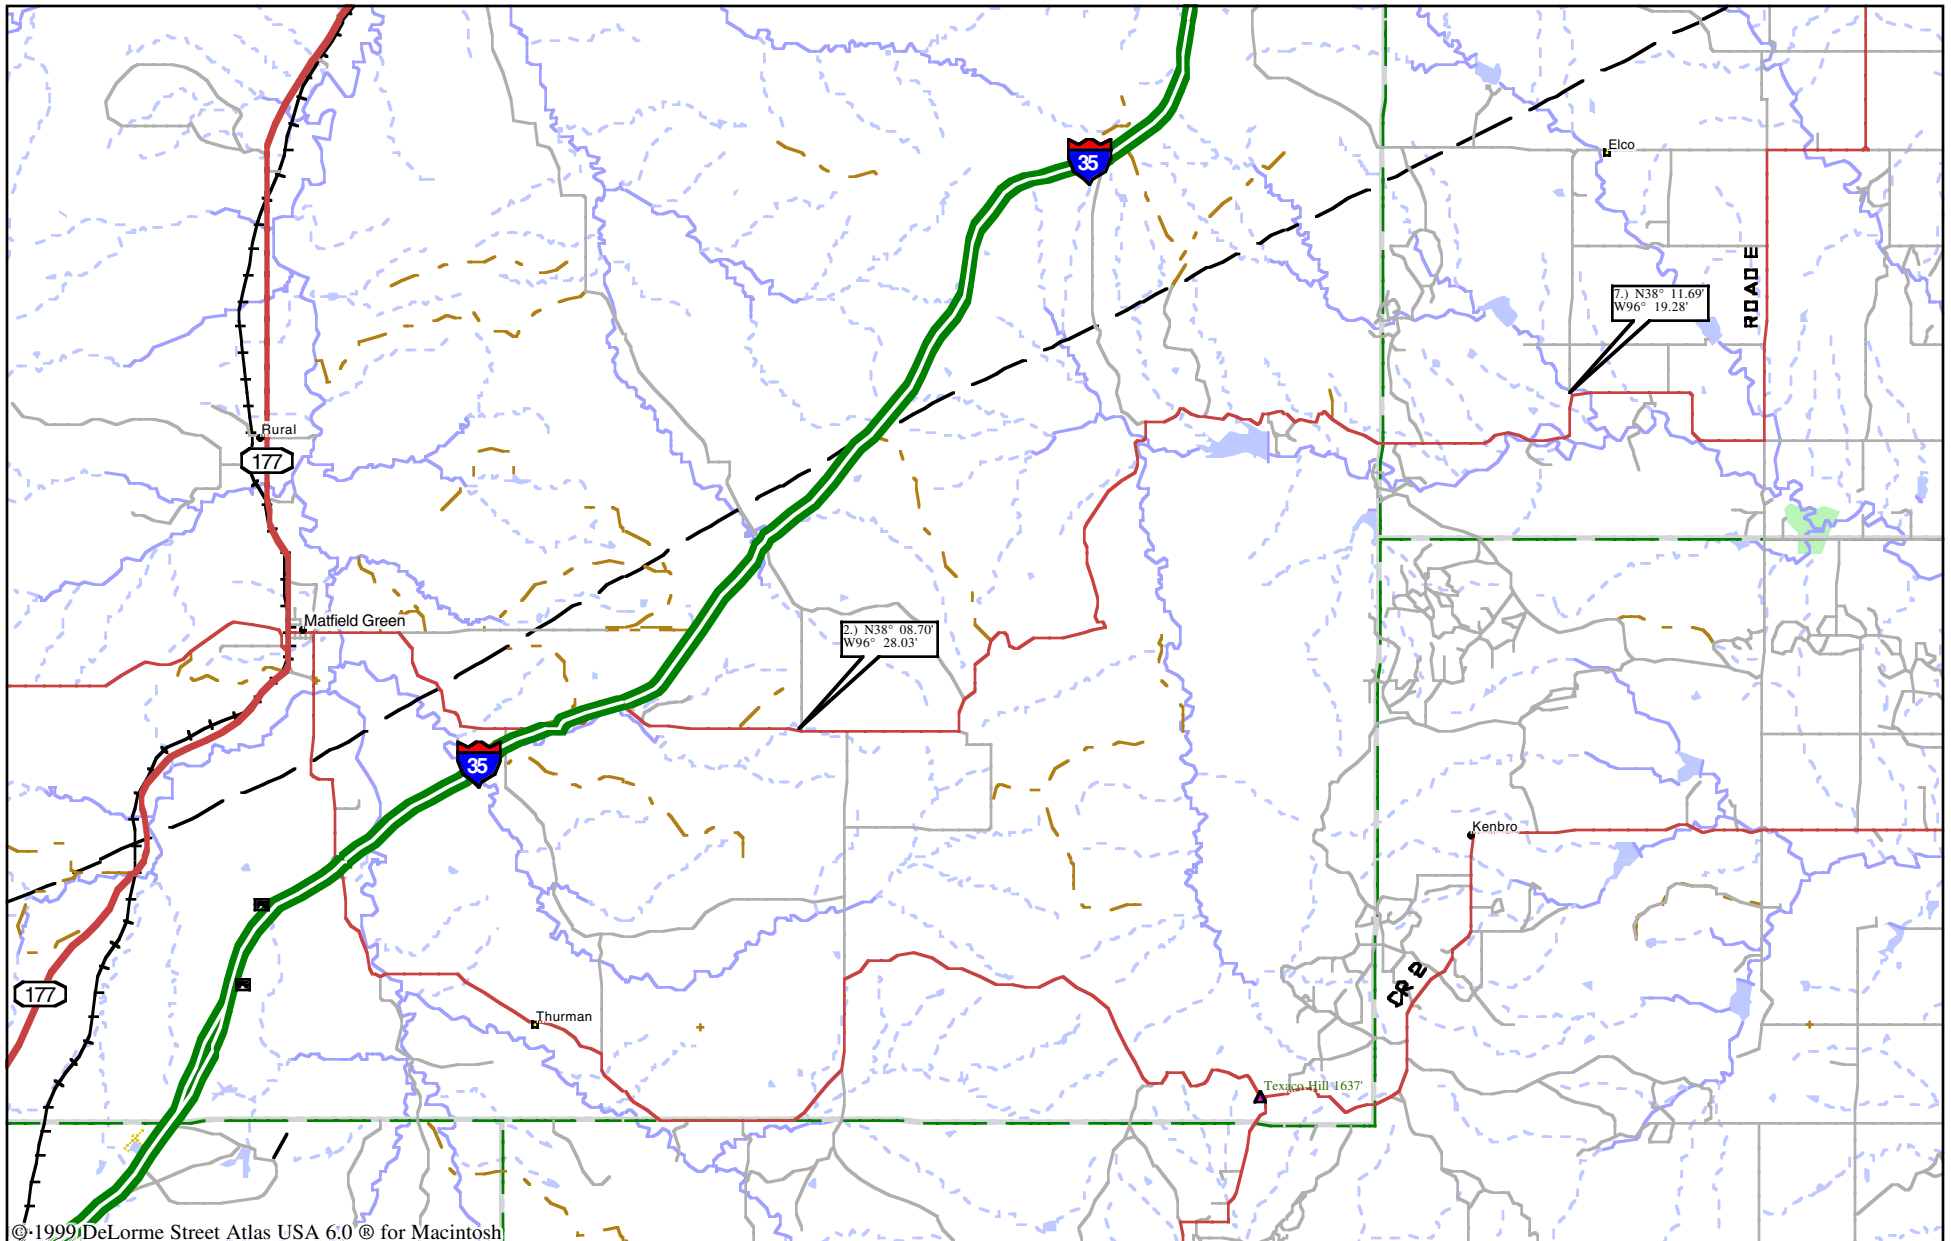 35
Elco
ROAD E
7.) N38° 11.69'
W96° 19.28'
Rural
177
Matfield Green
2.) N38° 08.70'
W96° 28.03'
35
Kenbro
CR 2
177
Thurman
Texaco Hill 1637'
© 1999 DeLorme Street Atlas USA 6.0 ® for Macintosh